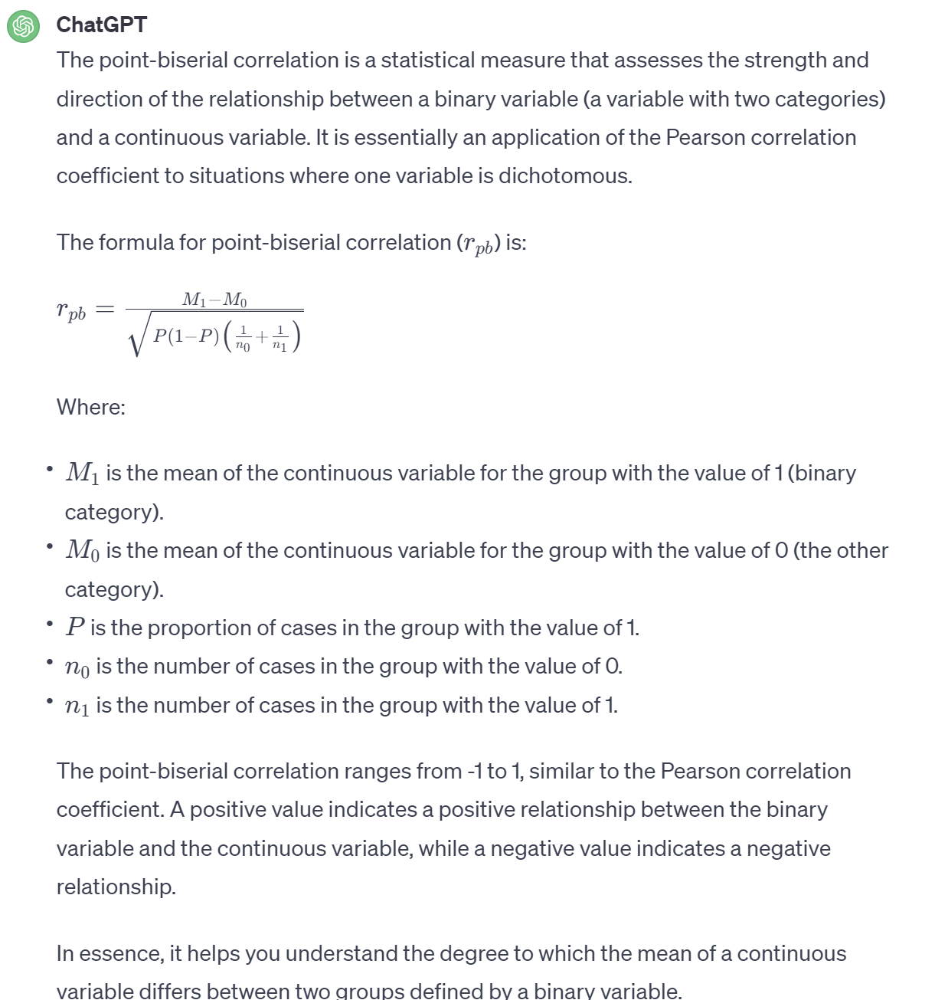 ChatGPT
The point-biserial correlation is a statistical measure that assesses the strength and
direction of the relationship between a binary variable (a variable with two categories)
and a continuous variable. It is essentially an application of the Pearson correlation
coefficient to situations where one variable is dichotomous.
The formula for point-biserial correlation (r_{pb}) is:
r_{pb} = \frac{M_1-M_0}{\sqrt{P(1-P)\left(\frac{1}{n_0}+\frac{1}{n_1}\right)}}
Where:
• M_1 is the mean of the continuous variable for the group with the value of 1 (binary
category).
• M_0 is the mean of the continuous variable for the group with the value of 0 (the other
category).
• P is the proportion of cases in the group with the value of 1.
• n_0 is the number of cases in the group with the value of 0.
• n_1 is the number of cases in the group with the value of 1.
The point-biserial correlation ranges from -1 to 1, similar to the Pearson correlation
coefficient. A positive value indicates a positive relationship between the binary
variable and the continuous variable, while a negative value indicates a negative
relationship.
In essence, it helps you understand the degree to which the mean of a continuous
variable differs between two groups defined by a binary variable.